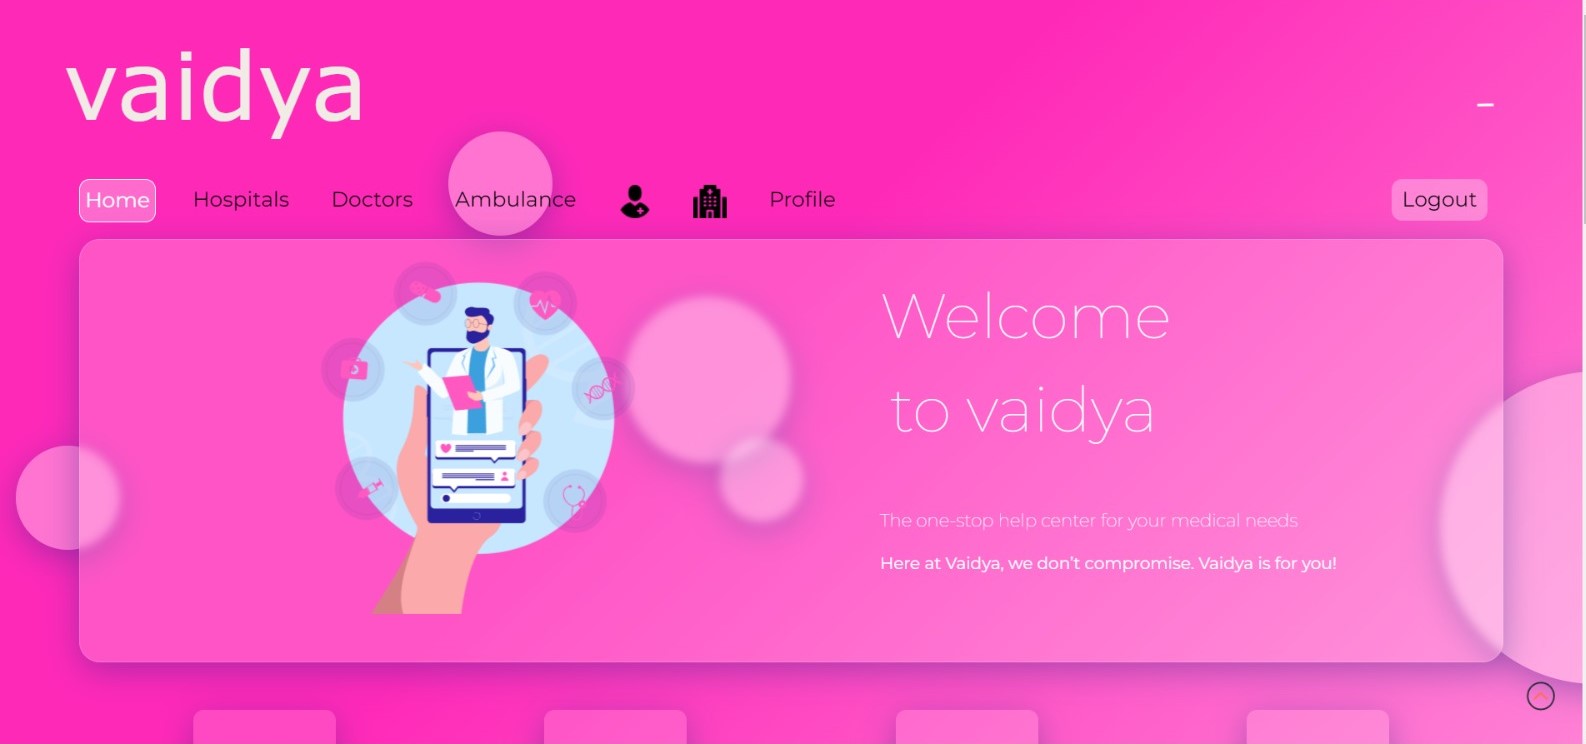 vaidya
Home Hospitals Doctors Ambulance Profile Logout
Welcome
to vaidya
The one-stop help center for your medical needs
Here at Vaidya, we don't compromise. Vaidya is for you!